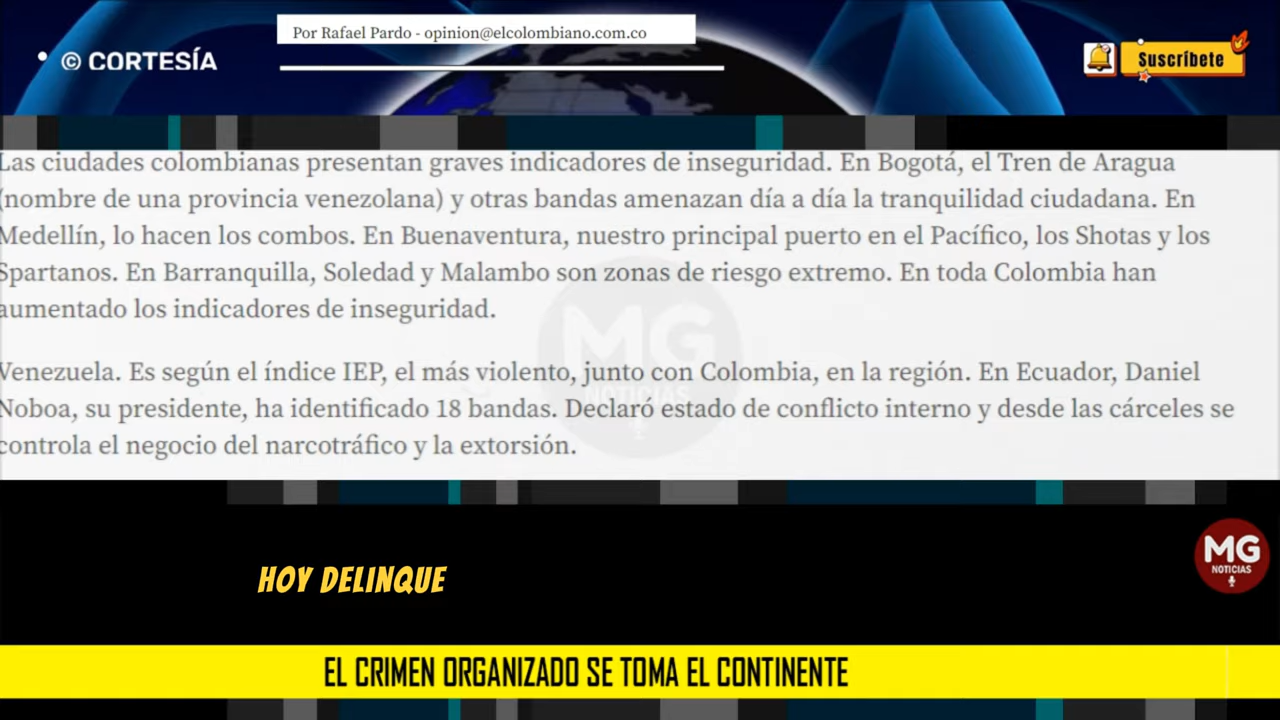 Por Rafael Pardo - opinion@elcolombiano.com.co
© CORTESÍA
Suscríbete
Las ciudades colombianas presentan graves indicadores de inseguridad. En Bogotá, el Tren de Aragua
(nombre de una provincia venezolana) y otras bandas amenazan día a día la tranquilidad ciudadana. En
Medellín, lo hacen los combos. En Buenaventura, nuestro principal puerto en el Pacífico, los Shotas y los
Spartanos. En Barranquilla, Soledad y Malambo son zonas de riesgo extremo. En toda Colombia han
aumentado los indicadores de inseguridad.
Venezuela. Es según el índice IEP, el más violento, junto con Colombia, en la región. En Ecuador, Daniel
Noboa, su presidente, ha identificado 18 bandas. Declaró estado de conflicto interno y desde las cárceles se
controla el negocio del narcotráfico y la extorsión.
MG
NOTICIAS
HOY DELINQUE
MG
NOTICIAS
EL CRIMEN ORGANIZADO SE TOMA EL CONTINENTE